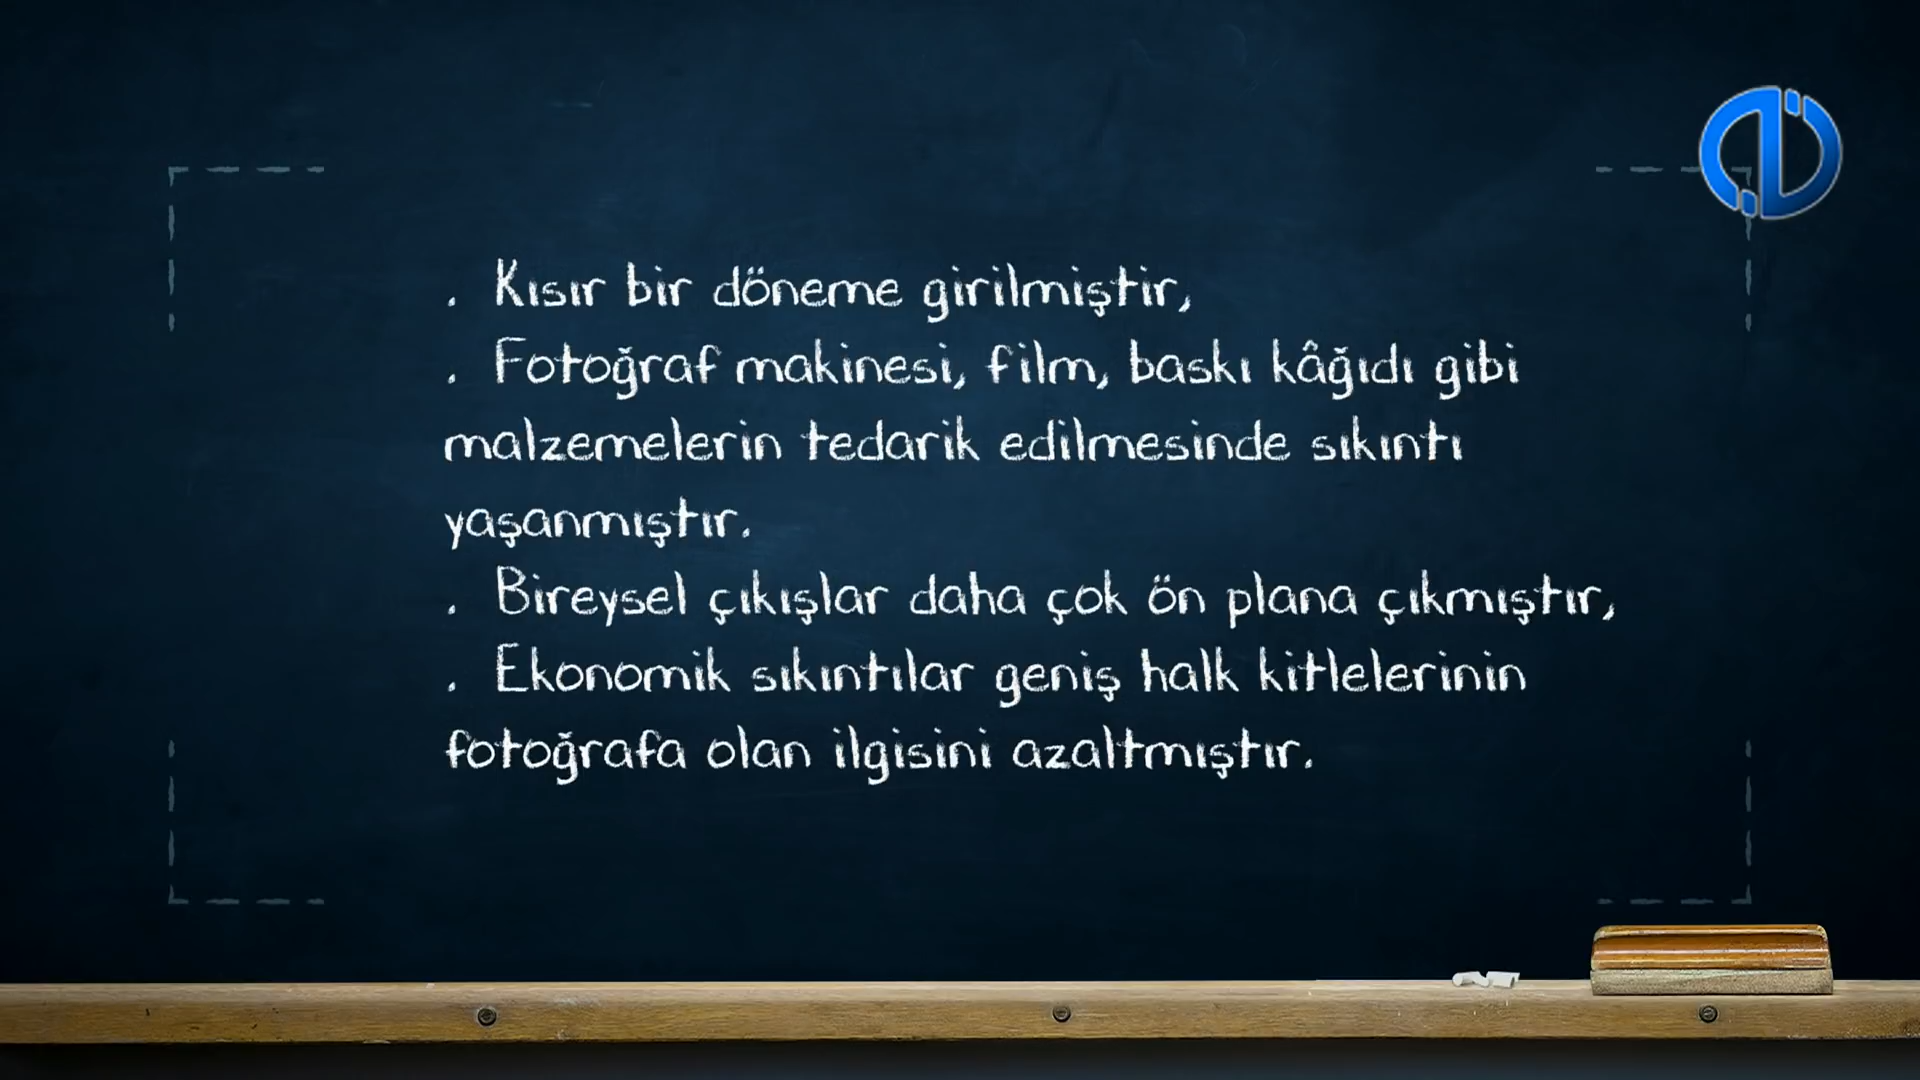 . Kısır bir döneme girilmiştir,
. Fotoğraf makinesi, film, baskı kâğıdı gibi
malzemelerin tedarik edilmesinde sıkıntı
yaşanmıştır.
. Bireysel çıkışlar daha çok ön plana çıkmıştır,
. Ekonomik sıkıntılar geniş halk kitlelerinin
fotoğrafa olan ilgisini azaltmıştır.